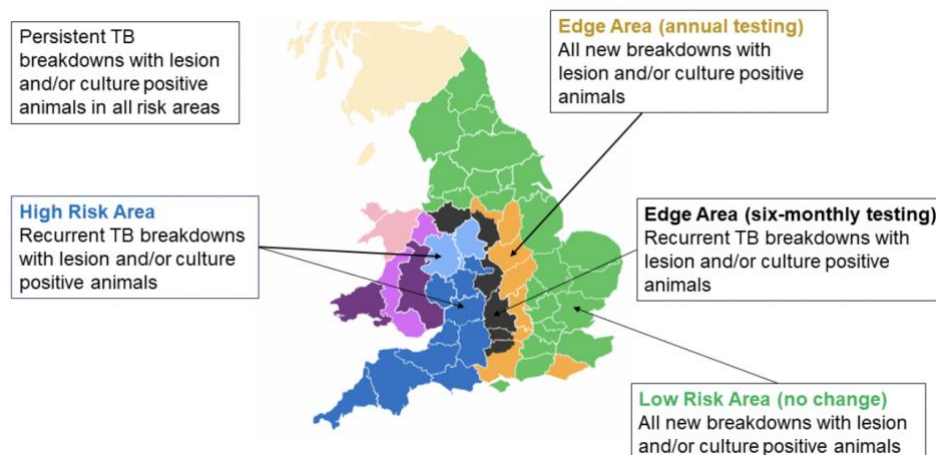 Persistent TB
breakdowns with lesion
and/or culture positive
animals in all risk areas
Edge Area (annual testing)
All new breakdowns with
lesion and/or culture positive
animals
High Risk Area
Recurrent TB breakdowns
with lesion and/or culture
positive animals
Edge Area (six-monthly testing)
Recurrent TB breakdowns with
lesion and/or culture positive
animals
Low Risk Area (no change)
All new breakdowns with lesion
and/or culture positive animals